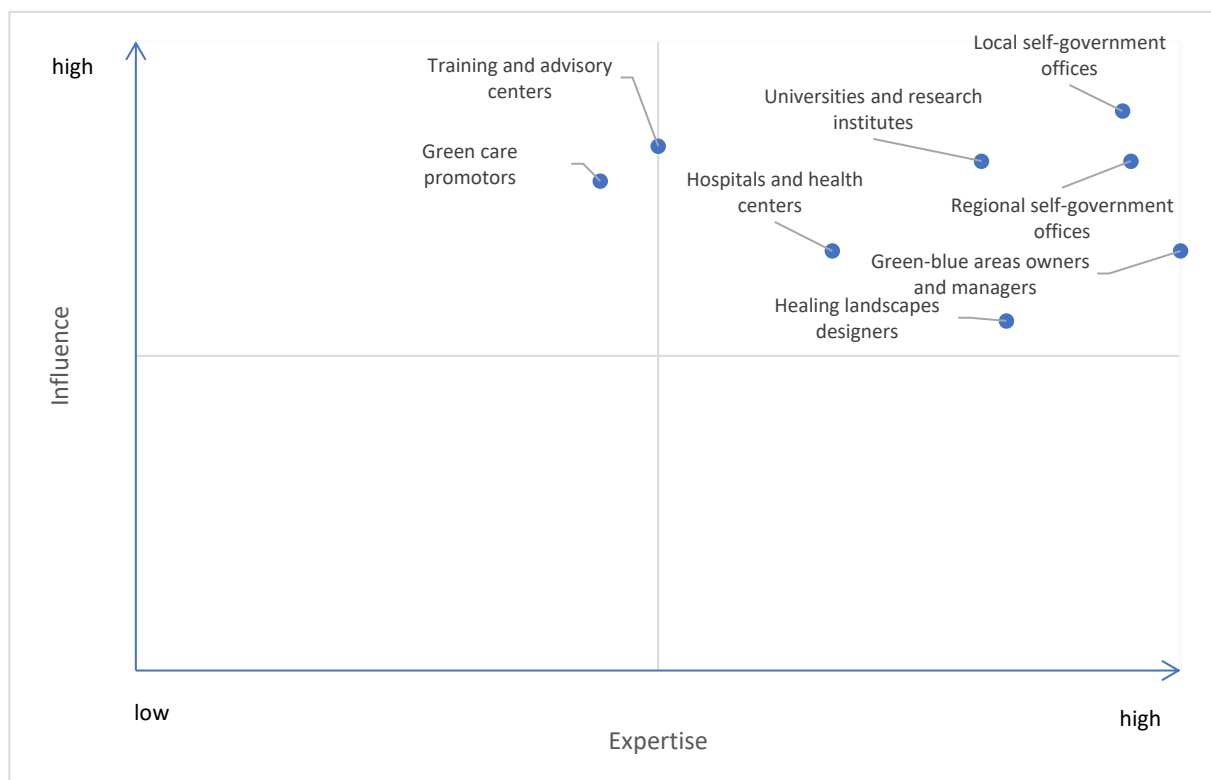 high
Local self-government
offices
Training and advisory
centers
Universities and research
institutes
Green care
promotors
Hospitals and health
centers
Regional self-government
offices
Green-blue areas owners
and managers
Healing landscapes
designers
Influence
low
high
Expertise